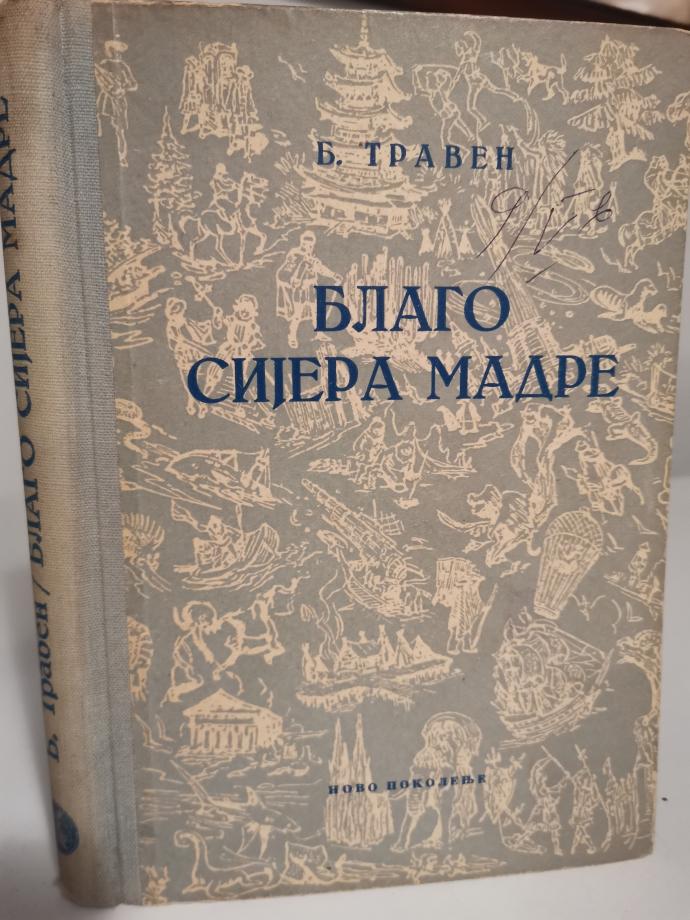 Б. ТРАВЕН
БЛАГО
СИЈЕРА МАДРЕ
НОВО ПОКОЛЕЊЕ
Б. Травен / БЛАГО СИЈЕРА МАДРЕ